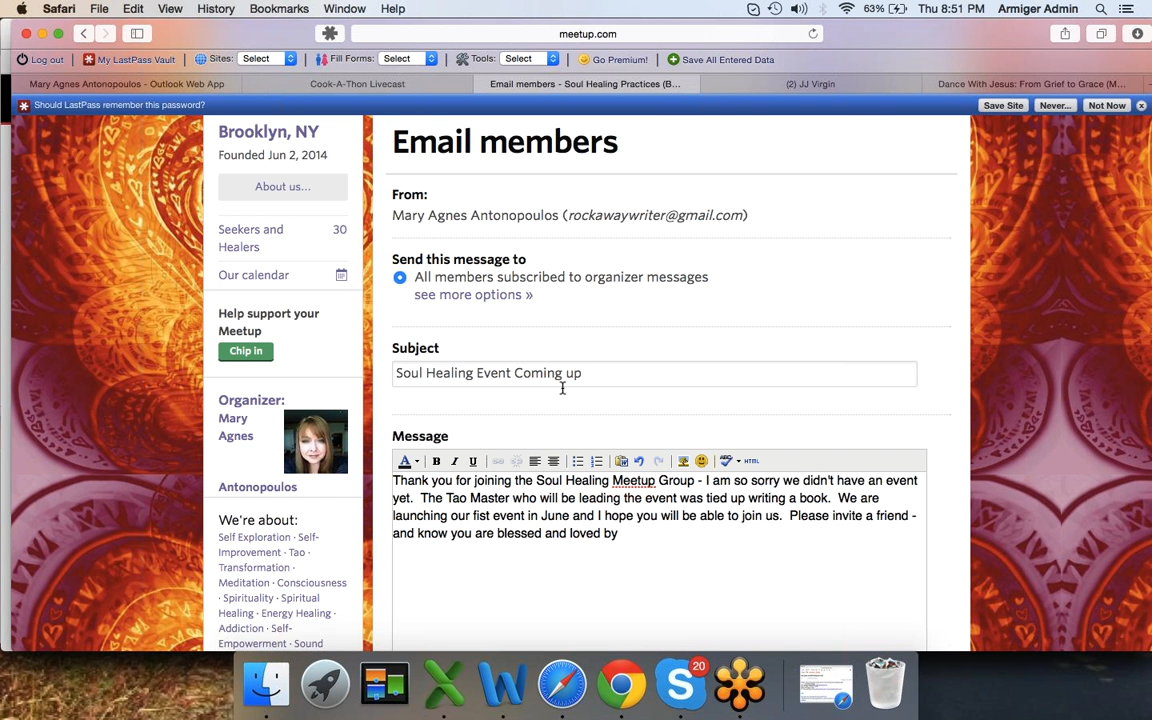 Safari File Edit View History Bookmarks Window Help 63% Thu 8:51 PM Armiger Admin
meetup.com
Log out My LastPass Vault Sites: Select Fill Forms: Select Tools: Select Go Premium! Save All Entered Data
Mary Agnes Antonopoulos - Outlook Web App Cook-A-Thon Livecast Email members - Soul Healing Practices (B... (2) JJ Virgin Dance With Jesus: From Grief to Grace (M...
Should LastPass remember this password? Save Site Never... Not Now
Brooklyn, NY
Founded Jun 2, 2014
About us...
Seekers and 30
Healers
Our calendar
Help support your
Meetup
Chip in
Organizer:
Mary
Agnes
Antonopoulos
We're about:
Self Exploration · Self-
Improvement · Tao ·
Transformation ·
Meditation · Consciousness
· Spirituality · Spiritual
Healing · Energy Healing ·
Addiction · Self-
Empowerment · Sound
Email members
From:
Mary Agnes Antonopoulos (rockawaywriter@gmail.com)
Send this message to
All members subscribed to organizer messages
see more options »
Subject
Soul Healing Event Coming up
Message
A B I U HTML
Thank you for joining the Soul Healing Meetup Group - I am so sorry we didn't have an event
yet. The Tao Master who will be leading the event was tied up writing a book. We are
launching our fist event in June and I hope you will be able to join us. Please invite a friend -
and know you are blessed and loved by
20